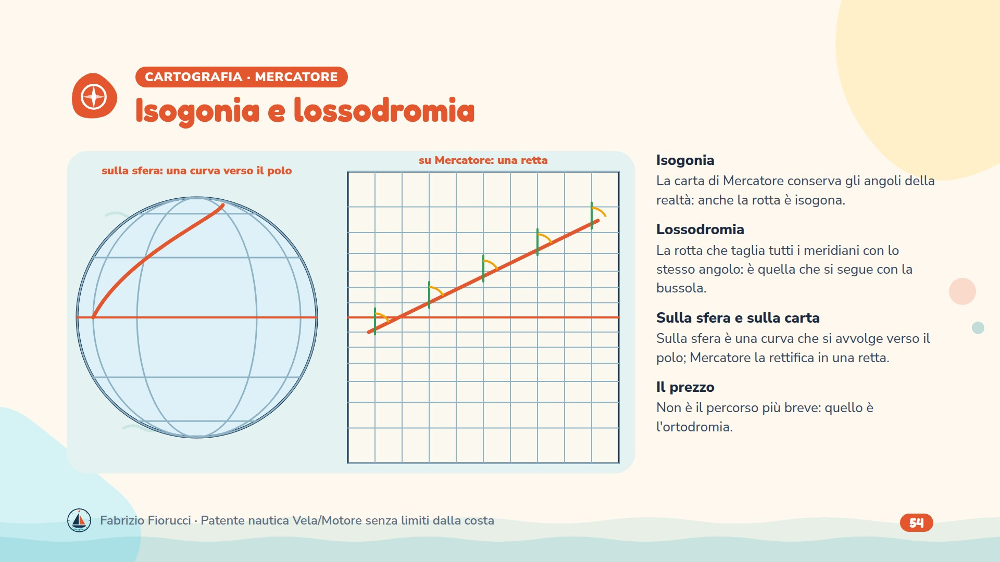 CARTOGRAFIA · MERCATORE
Isogonia e lossodromia
sulla sfera: una curva verso il polo
su Mercatore: una retta
Isogonia
La carta di Mercatore conserva gli angoli della
realtà: anche la rotta è isogona.
Lossodromia
La rotta che taglia tutti i meridiani con lo
stesso angolo: è quella che si segue con la
bussola.
Sulla sfera e sulla carta
Sulla sfera è una curva che si avvolge verso il
polo; Mercatore la rettifica in una retta.
Il prezzo
Non è il percorso più breve: quello è
l'ortodromia.
Fabrizio Fiorucci · Patente nautica Vela/Motore senza limiti dalla costa
54